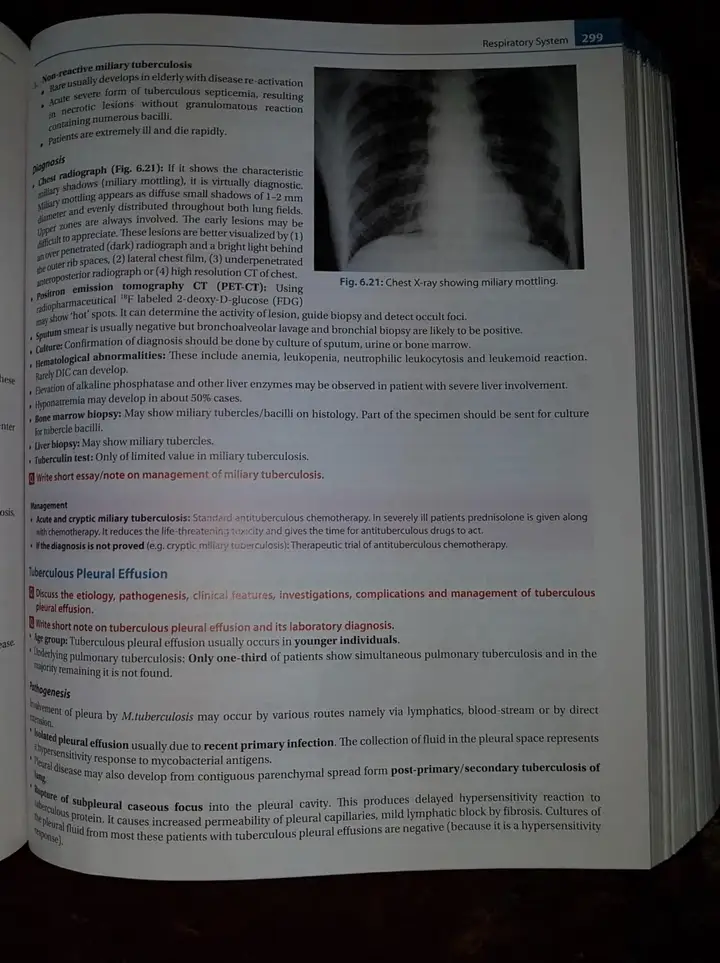 Respiratory System 299
3. Non-reactive miliary tuberculosis
• Rare usually develops in elderly with disease re-activation
• Acute severe form of tuberculous septicemia, resulting
in necrotic lesions without granulomatous reaction
containing numerous bacilli.
• Patients are extremely ill and die rapidly.
Diagnosis
• Chest radiograph (Fig. 6.21): If it shows the characteristic
miliary shadows (miliary mottling), it is virtually diagnostic.
Miliary mottling appears as diffuse small shadows of 1–2 mm
diameter and evenly distributed throughout both lung fields.
Upper zones are always involved. The early lesions may be
difficult to appreciate. These lesions are better visualized by (1)
an over penetrated (dark) radiograph and a bright light behind
the outer rib spaces, (2) lateral chest film, (3) underpenetrated
anteroposterior radiograph or (4) high resolution CT of chest.
Fig. 6.21: Chest X-ray showing miliary mottling.
• Positron emission tomography CT (PET-CT): Using
radiopharmaceutical ¹⁸F labeled 2-deoxy-D-glucose (FDG)
may show ‘hot’ spots. It can determine the activity of lesion, guide biopsy and detect occult foci.
• Sputum smear is usually negative but bronchoalveolar lavage and bronchial biopsy are likely to be positive.
• Culture: Confirmation of diagnosis should be done by culture of sputum, urine or bone marrow.
• Hematological abnormalities: These include anemia, leukopenia, neutrophilic leukocytosis and leukemoid reaction.
Rarely DIC can develop.
• Elevation of alkaline phosphatase and other liver enzymes may be observed in patient with severe liver involvement.
• Hyponatremia may develop in about 50% cases.
• Bone marrow biopsy: May show miliary tubercles/bacilli on histology. Part of the specimen should be sent for culture
for tubercle bacilli.
• Liver biopsy: May show miliary tubercles.
• Tuberculin test: Only of limited value in miliary tuberculosis.
Q Write short essay/note on management of miliary tuberculosis.
Management
• Acute and cryptic miliary tuberculosis: Standard antituberculous chemotherapy. In severely ill patients prednisolone is given along
with chemotherapy. It reduces the life-threatening toxicity and gives the time for antituberculous drugs to act.
• If the diagnosis is not proved (e.g. cryptic miliary tuberculosis): Therapeutic trial of antituberculous chemotherapy.
Tuberculous Pleural Effusion
Q Discuss the etiology, pathogenesis, clinical features, investigations, complications and management of tuberculous
pleural effusion.
Q Write short note on tuberculous pleural effusion and its laboratory diagnosis.
• Age group: Tuberculous pleural effusion usually occurs in younger individuals.
• Underlying pulmonary tuberculosis: Only one-third of patients show simultaneous pulmonary tuberculosis and in the
majority remaining it is not found.
Pathogenesis
Involvement of pleura by M.tuberculosis may occur by various routes namely via lymphatics, blood-stream or by direct
extension.
• Isolated pleural effusion usually due to recent primary infection. The collection of fluid in the pleural space represents
a hypersensitivity response to mycobacterial antigens.
• Pleural disease may also develop from contiguous parenchymal spread form post-primary/secondary tuberculosis of
lung.
• Rupture of subpleural caseous focus into the pleural cavity. This produces delayed hypersensitivity reaction to
tuberculous protein. It causes increased permeability of pleural capillaries, mild lymphatic block by fibrosis. Cultures of
the pleural fluid from most these patients with tuberculous pleural effusions are negative (because it is a hypersensitivity
response).